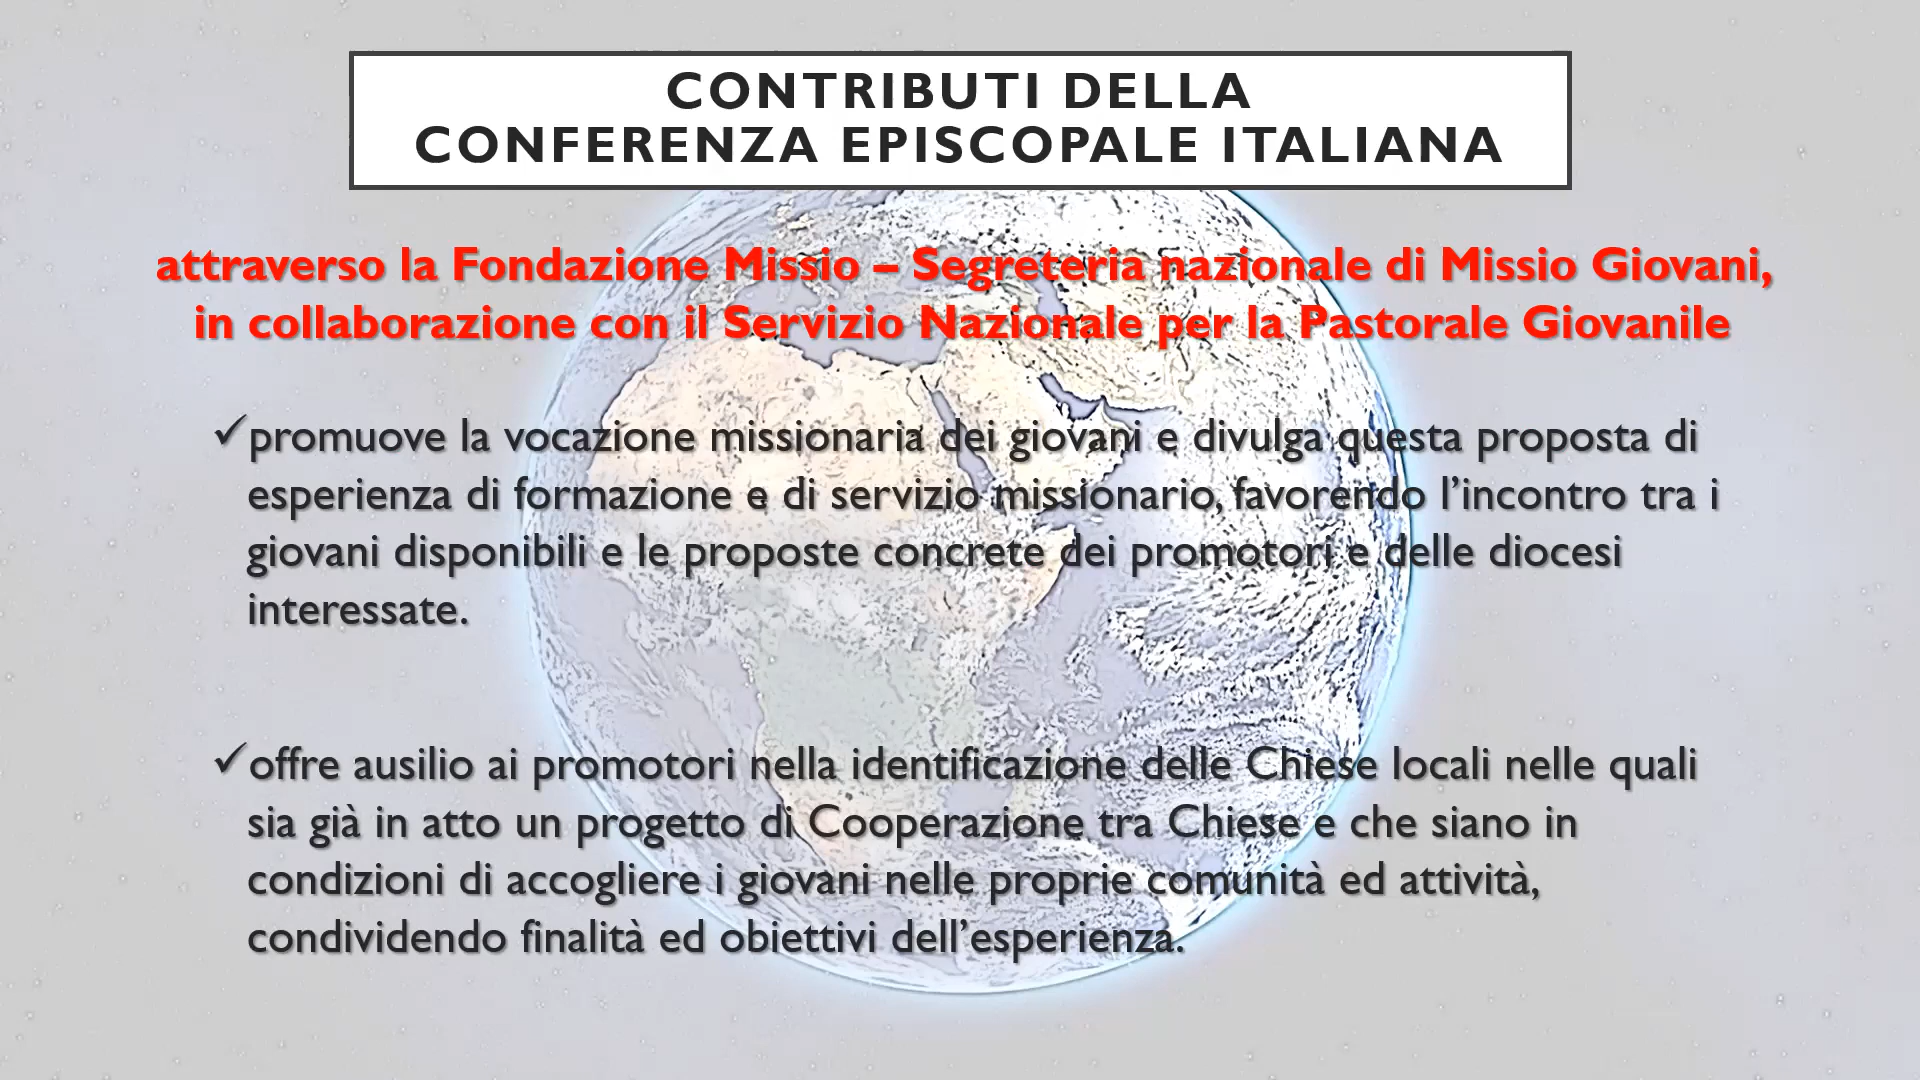 CONTRIBUTI DELLA
CONFERENZA EPISCOPALE ITALIANA
attraverso la Fondazione Missio – Segreteria nazionale di Missio Giovani,
in collaborazione con il Servizio Nazionale per la Pastorale Giovanile
✓promuove la vocazione missionaria dei giovani e divulga questa proposta di
esperienza di formazione e di servizio missionario, favorendo l’incontro tra i
giovani disponibili e le proposte concrete dei promotori e delle diocesi
interessate.
✓offre ausilio ai promotori nella identificazione delle Chiese locali nelle quali
sia già in atto un progetto di Cooperazione tra Chiese e che siano in
condizioni di accogliere i giovani nelle proprie comunità ed attività,
condividendo finalità ed obiettivi dell’esperienza.